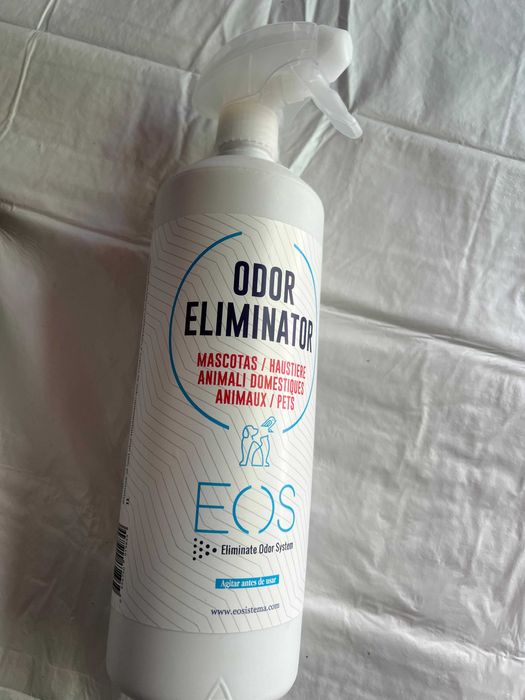 ODOR
ELIMINATOR
MASCOTAS / HAUSTIERE
ANIMALI DOMESTIQUES
ANIMAUX / PETS
EOS
Eliminate Odor System
Agitar antes de usar
www.eosistema.com